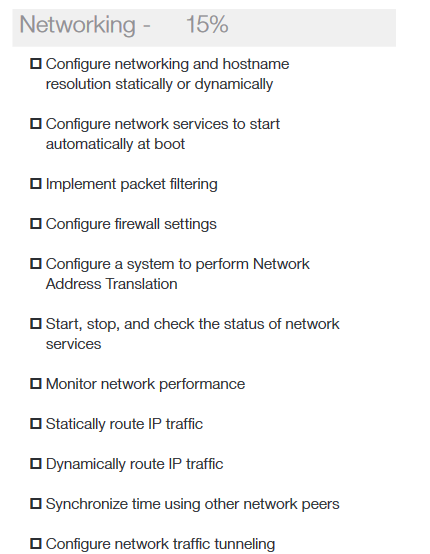 Networking - 15%
Configure networking and hostname
resolution statically or dynamically
Configure network services to start
automatically at boot
Implement packet filtering
Configure firewall settings
Configure a system to perform Network
Address Translation
Start, stop, and check the status of network
services
Monitor network performance
Statically route IP traffic
Dynamically route IP traffic
Synchronize time using other network peers
Configure network traffic tunneling